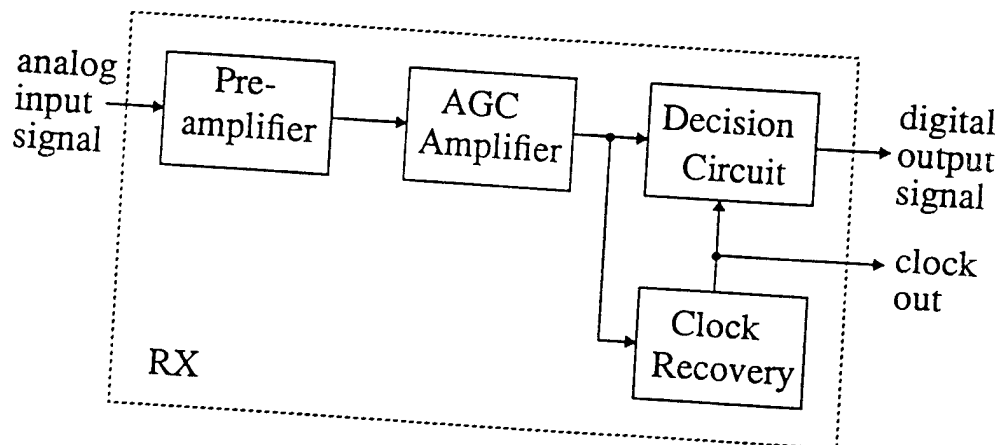 analog
input
signal
Pre-
amplifier
AGC
Amplifier
Decision
Circuit
digital
output
signal
clock
out
Clock
Recovery
RX